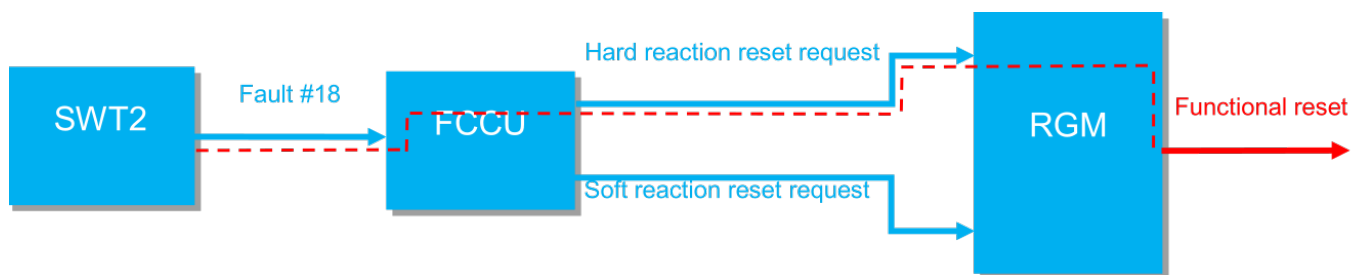 Hard reaction reset request
Fault #18
SWT2
FCCU
RGM
Functional reset
Soft reaction reset request